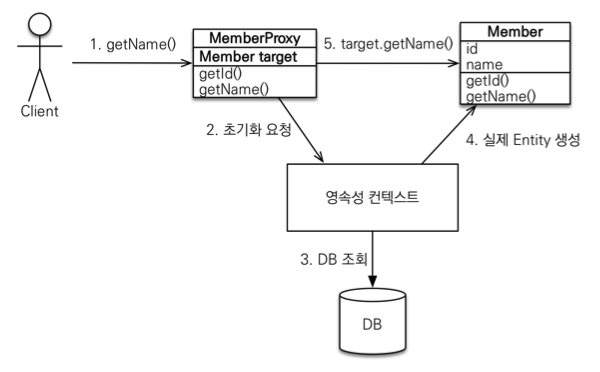 1. getName()
MemberProxy
Member target
getId()
getName()
5. target.getName()
Member
id
name
getId()
getName()
Client
2. 초기화 요청
4. 실제 Entity 생성
영속성 컨텍스트
3. DB 조회
DB